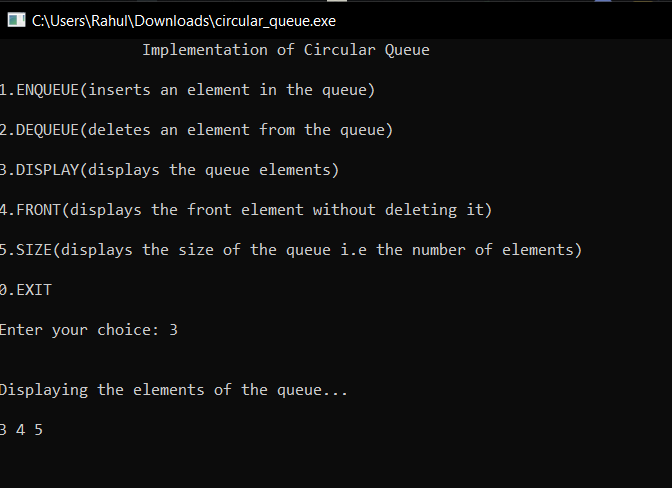 C:\Users\Rahul\Downloads\circular_queue.exe
Implementation of Circular Queue
1.ENQUEUE(inserts an element in the queue)
2.DEQUEUE(deletes an element from the queue)
3.DISPLAY(displays the queue elements)
4.FRONT(displays the front element without deleting it)
5.SIZE(displays the size of the queue i.e the number of elements)
0.EXIT
Enter your choice: 3
Displaying the elements of the queue...
3 4 5